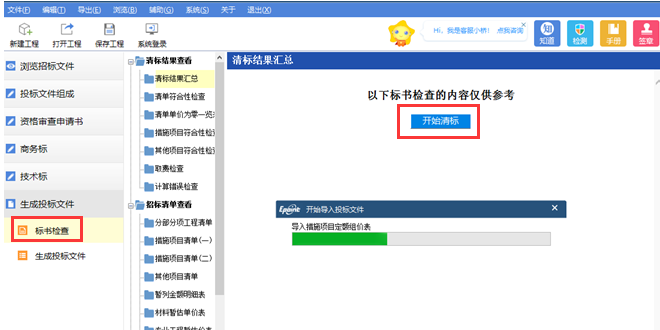 文件(F) 编辑(T) 导出(E) 浏览(B) 辅助(G) 系统(S) 关于 退出(X)
新建工程 打开工程 保存工程 系统登录
Hi，我是客服小桥！ 点我咨询
知道 检测 手册 签章
浏览招标文件
投标文件组成
资格审查申请书
商务标
技术标
生成投标文件
标书检查
生成投标文件
清标结果查看
清标结果汇总
清单符合性检查
清单单价为零一览
措施项目符合性检
其他项目符合性检
取费检查
计算错误检查
招标清单查看
分部分项工程清单
措施项目清单(一)
措施项目清单(二)
其他项目清单
暂列金额明细表
材料暂估单价表
专业工程暂估价表
清标结果汇总
以下标书检查的内容仅供参考
开始清标
Epoint 开始导入投标文件
导入措施项目定额组价表